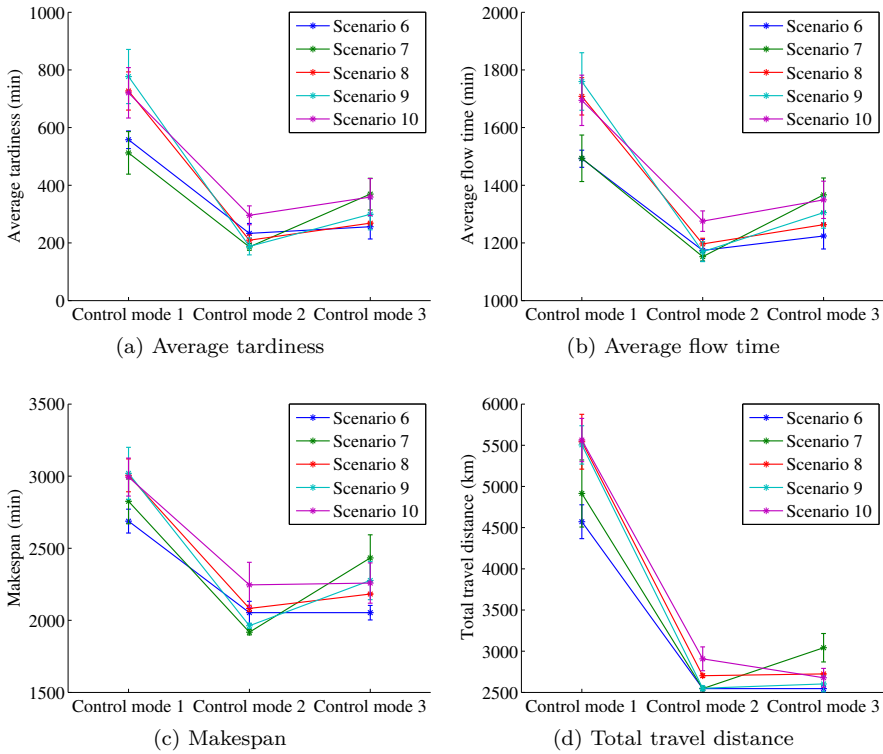 1000
800
600
400
200
0
Average tardiness (min)
Scenario 6
Scenario 7
Scenario 8
Scenario 9
Scenario 10
Control mode 1 Control mode 2 Control mode 3
(a) Average tardiness
2000
1800
1600
1400
1200
1000
Average flow time (min)
Scenario 6
Scenario 7
Scenario 8
Scenario 9
Scenario 10
Control mode 1 Control mode 2 Control mode 3
(b) Average flow time
3500
3000
2500
2000
1500
Makespan (min)
Scenario 6
Scenario 7
Scenario 8
Scenario 9
Scenario 10
Control mode 1 Control mode 2 Control mode 3
(c) Makespan
6000
5500
5000
4500
4000
3500
3000
2500
Total travel distance (km)
Scenario 6
Scenario 7
Scenario 8
Scenario 9
Scenario 10
Control mode 1 Control mode 2 Control mode 3
(d) Total travel distance